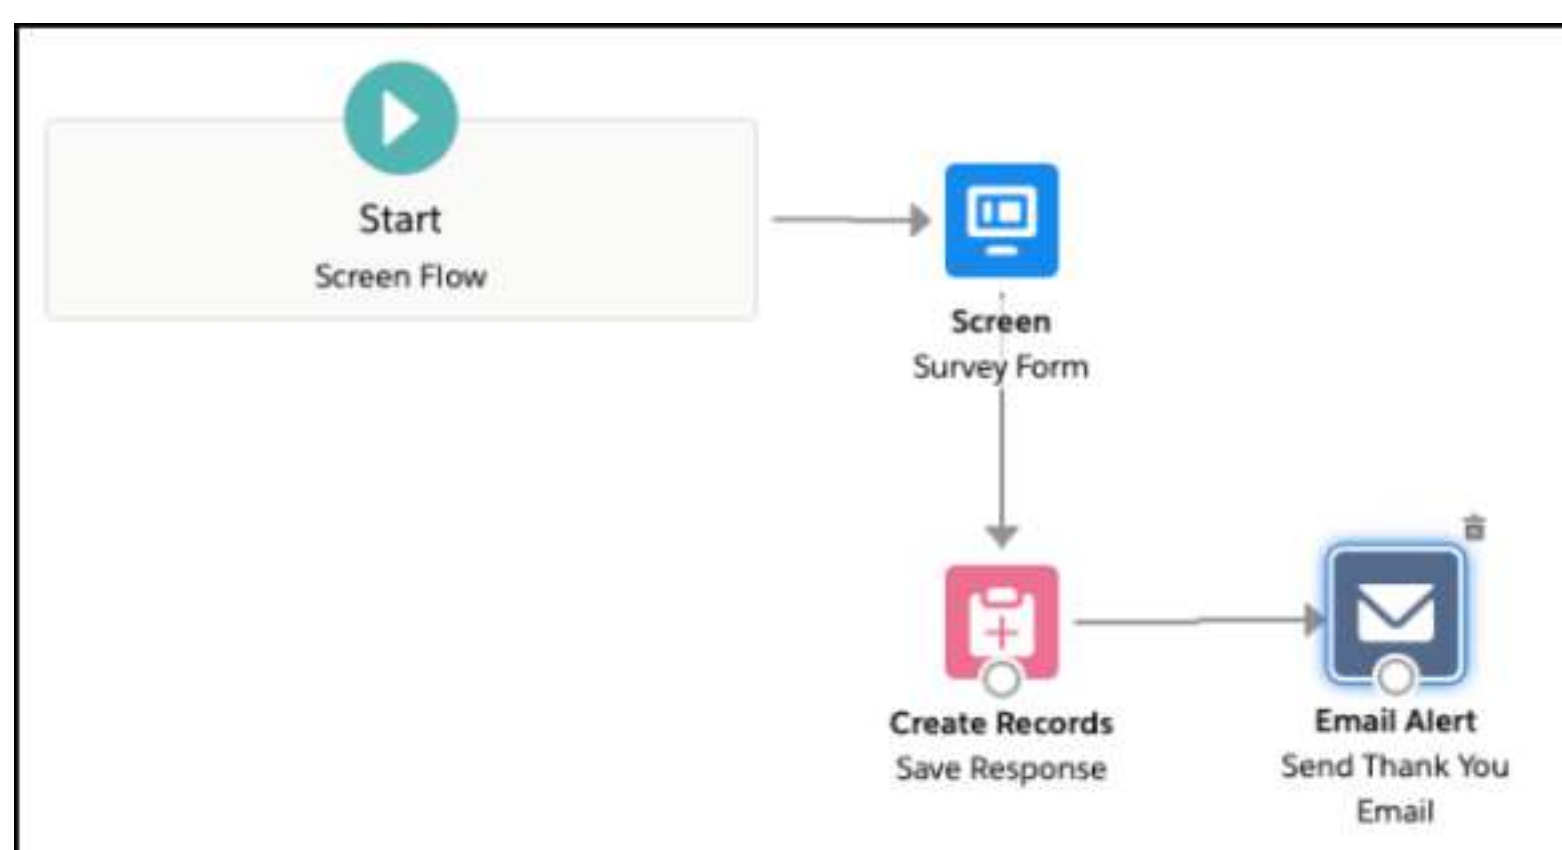 Start
Screen Flow
Screen
Survey Form
Create Records
Save Response
Email Alert
Send Thank You
Email